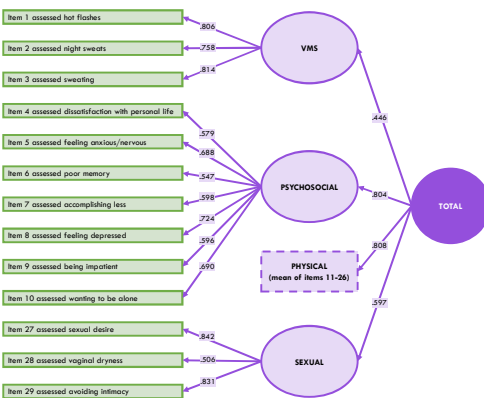 Item 1 assessed hot flashes
Item 2 assessed night sweats
Item 3 assessed sweating
Item 4 assessed dissatisfaction with personal life
Item 5 assessed feeling anxious/nervous
Item 6 assessed poor memory
Item 7 assessed accomplishing less
Item 8 assessed feeling depressed
Item 9 assessed being impatient
Item 10 assessed wanting to be alone
Item 27 assessed sexual desire
Item 28 assessed vaginal dryness
Item 29 assessed avoiding intimacy
.806
.758
.814
.579
.688
.547
.598
.724
.596
.690
.842
.506
.831
VMS
PSYCHOSOCIAL
PHYSICAL
(mean of items 11-26)
SEXUAL
.446
.804
.808
.597
TOTAL